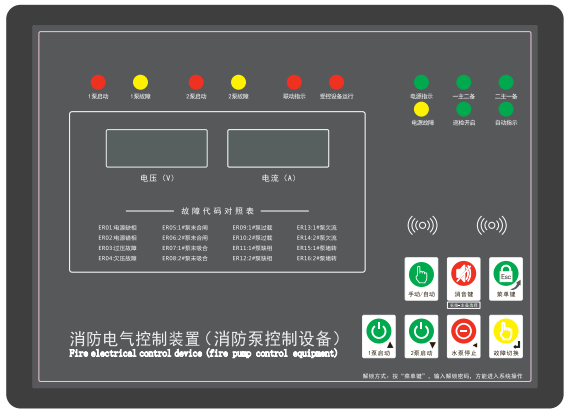 1泵启动 1泵故障 2泵启动 2泵故障 联动指示 受控设备运行
电源指示 一主二备 二主一备
电源故障 巡检开启 自动指示
电压（V） 电流（A）
故障代码对照表
ER01:电源缺相 ER05:1#泵未合闸 ER09:1#泵过载 ER13:1#泵欠流
ER02:电源错相 ER06:2#泵未合闸 ER10:2#泵过载 ER14:2#泵欠流
ER03:过压故障 ER07:1#泵未吸合 ER11:1#泵缺相 ER15:1#泵堵转
ER04:欠压故障 ER08:2#泵未吸合 ER12:2#泵缺相 ER16:2#泵堵转
Esc
手动/自动 消音键 菜单键
消防电气控制装置（消防泵控制设备）
Fire electrical control device (fire pump control equipment)
1泵启动 2泵启动 水泵停止 故障切换
解锁方式：按“菜单键”，输入解锁密码，方能进入系统操作